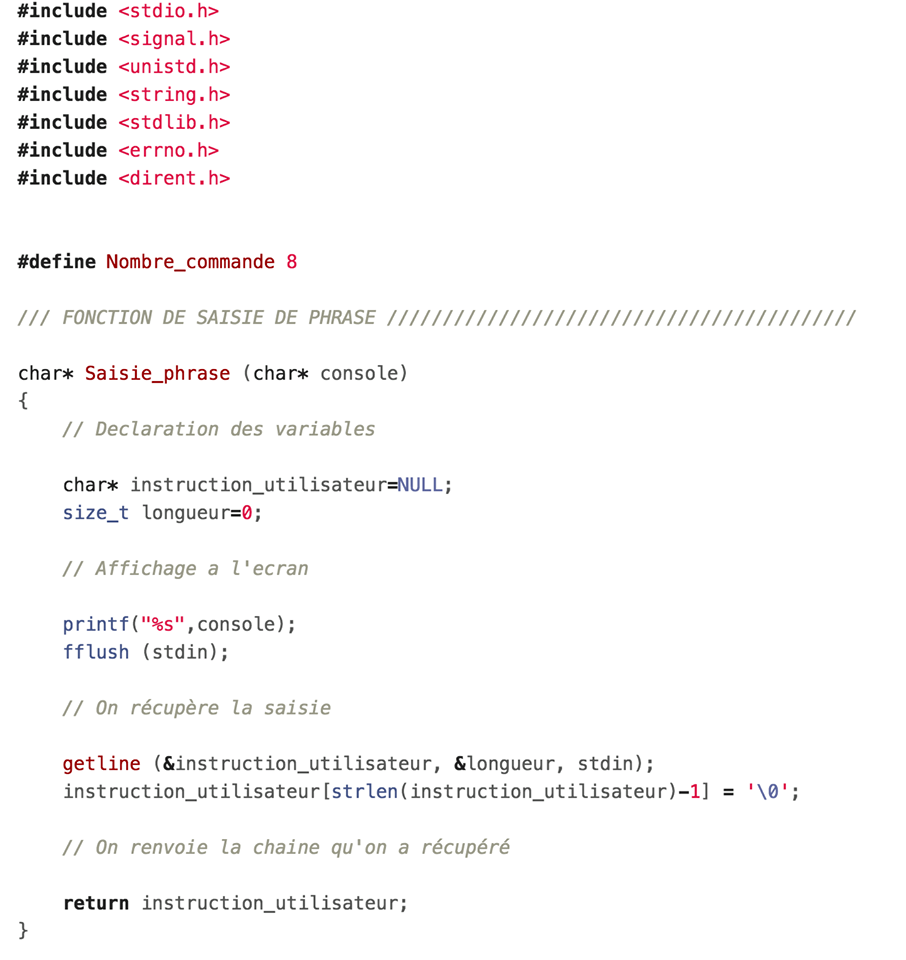 #include <stdio.h>
#include <signal.h>
#include <unistd.h>
#include <string.h>
#include <stdlib.h>
#include <errno.h>
#include <dirent.h>
#define Nombre_commande 8
/// FONCTION DE SAISIE DE PHRASE //////////////////////////////////////////
char* Saisie_phrase (char* console)
{
    // Declaration des variables
    char* instruction_utilisateur=NULL;
    size_t longueur=0;
    // Affichage a l'ecran
    printf("%s",console);
    fflush (stdin);
    // On récupère la saisie
    getline (&instruction_utilisateur, &longueur, stdin);
    instruction_utilisateur[strlen(instruction_utilisateur)-1] = '\0';
    // On renvoie la chaine qu'on a récupéré
    return instruction_utilisateur;
}